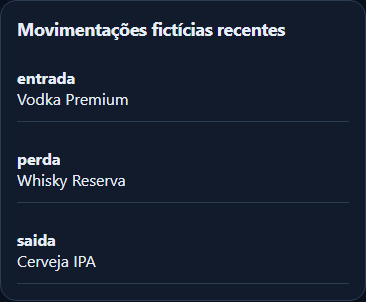 Movimentações fictícias recentes
entrada
Vodka Premium
perda
Whisky Reserva
saida
Cerveja IPA